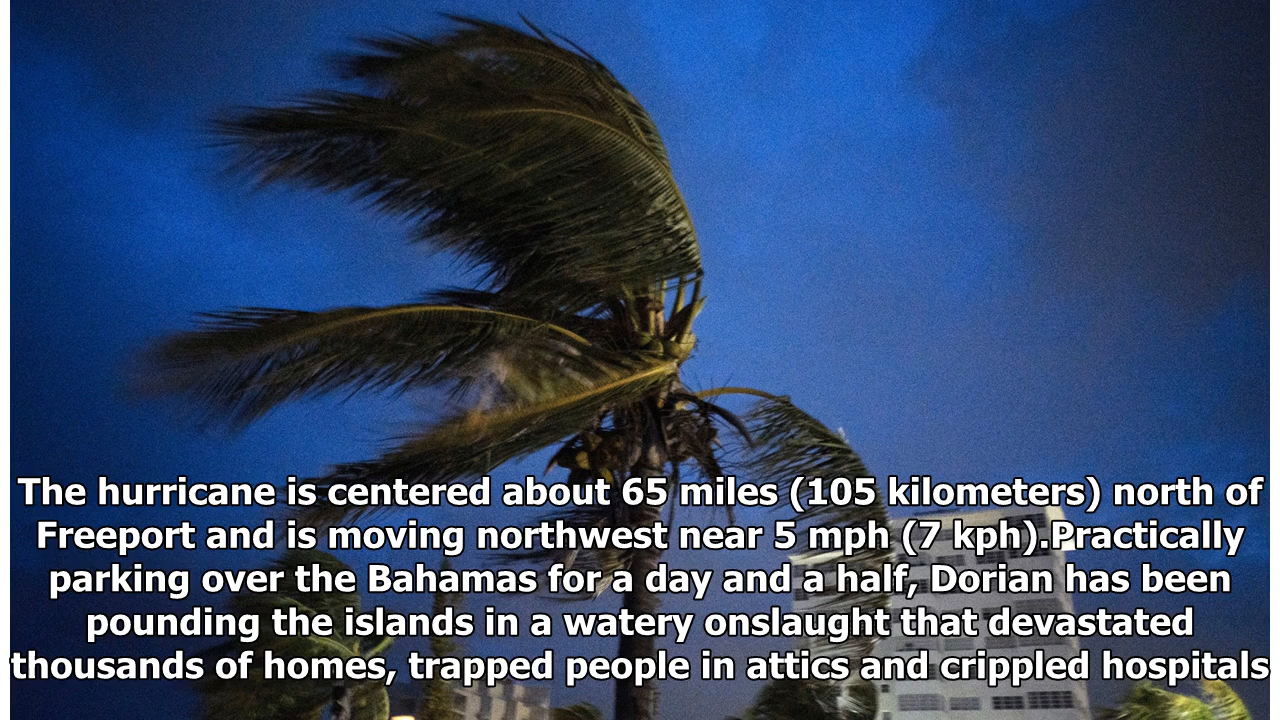 The hurricane is centered about 65 miles (105 kilometers) north of
Freeport and is moving northwest near 5 mph (7 kph).Practically
parking over the Bahamas for a day and a half, Dorian has been
pounding the islands in a watery onslaught that devastated
thousands of homes, trapped people in attics and crippled hospitals